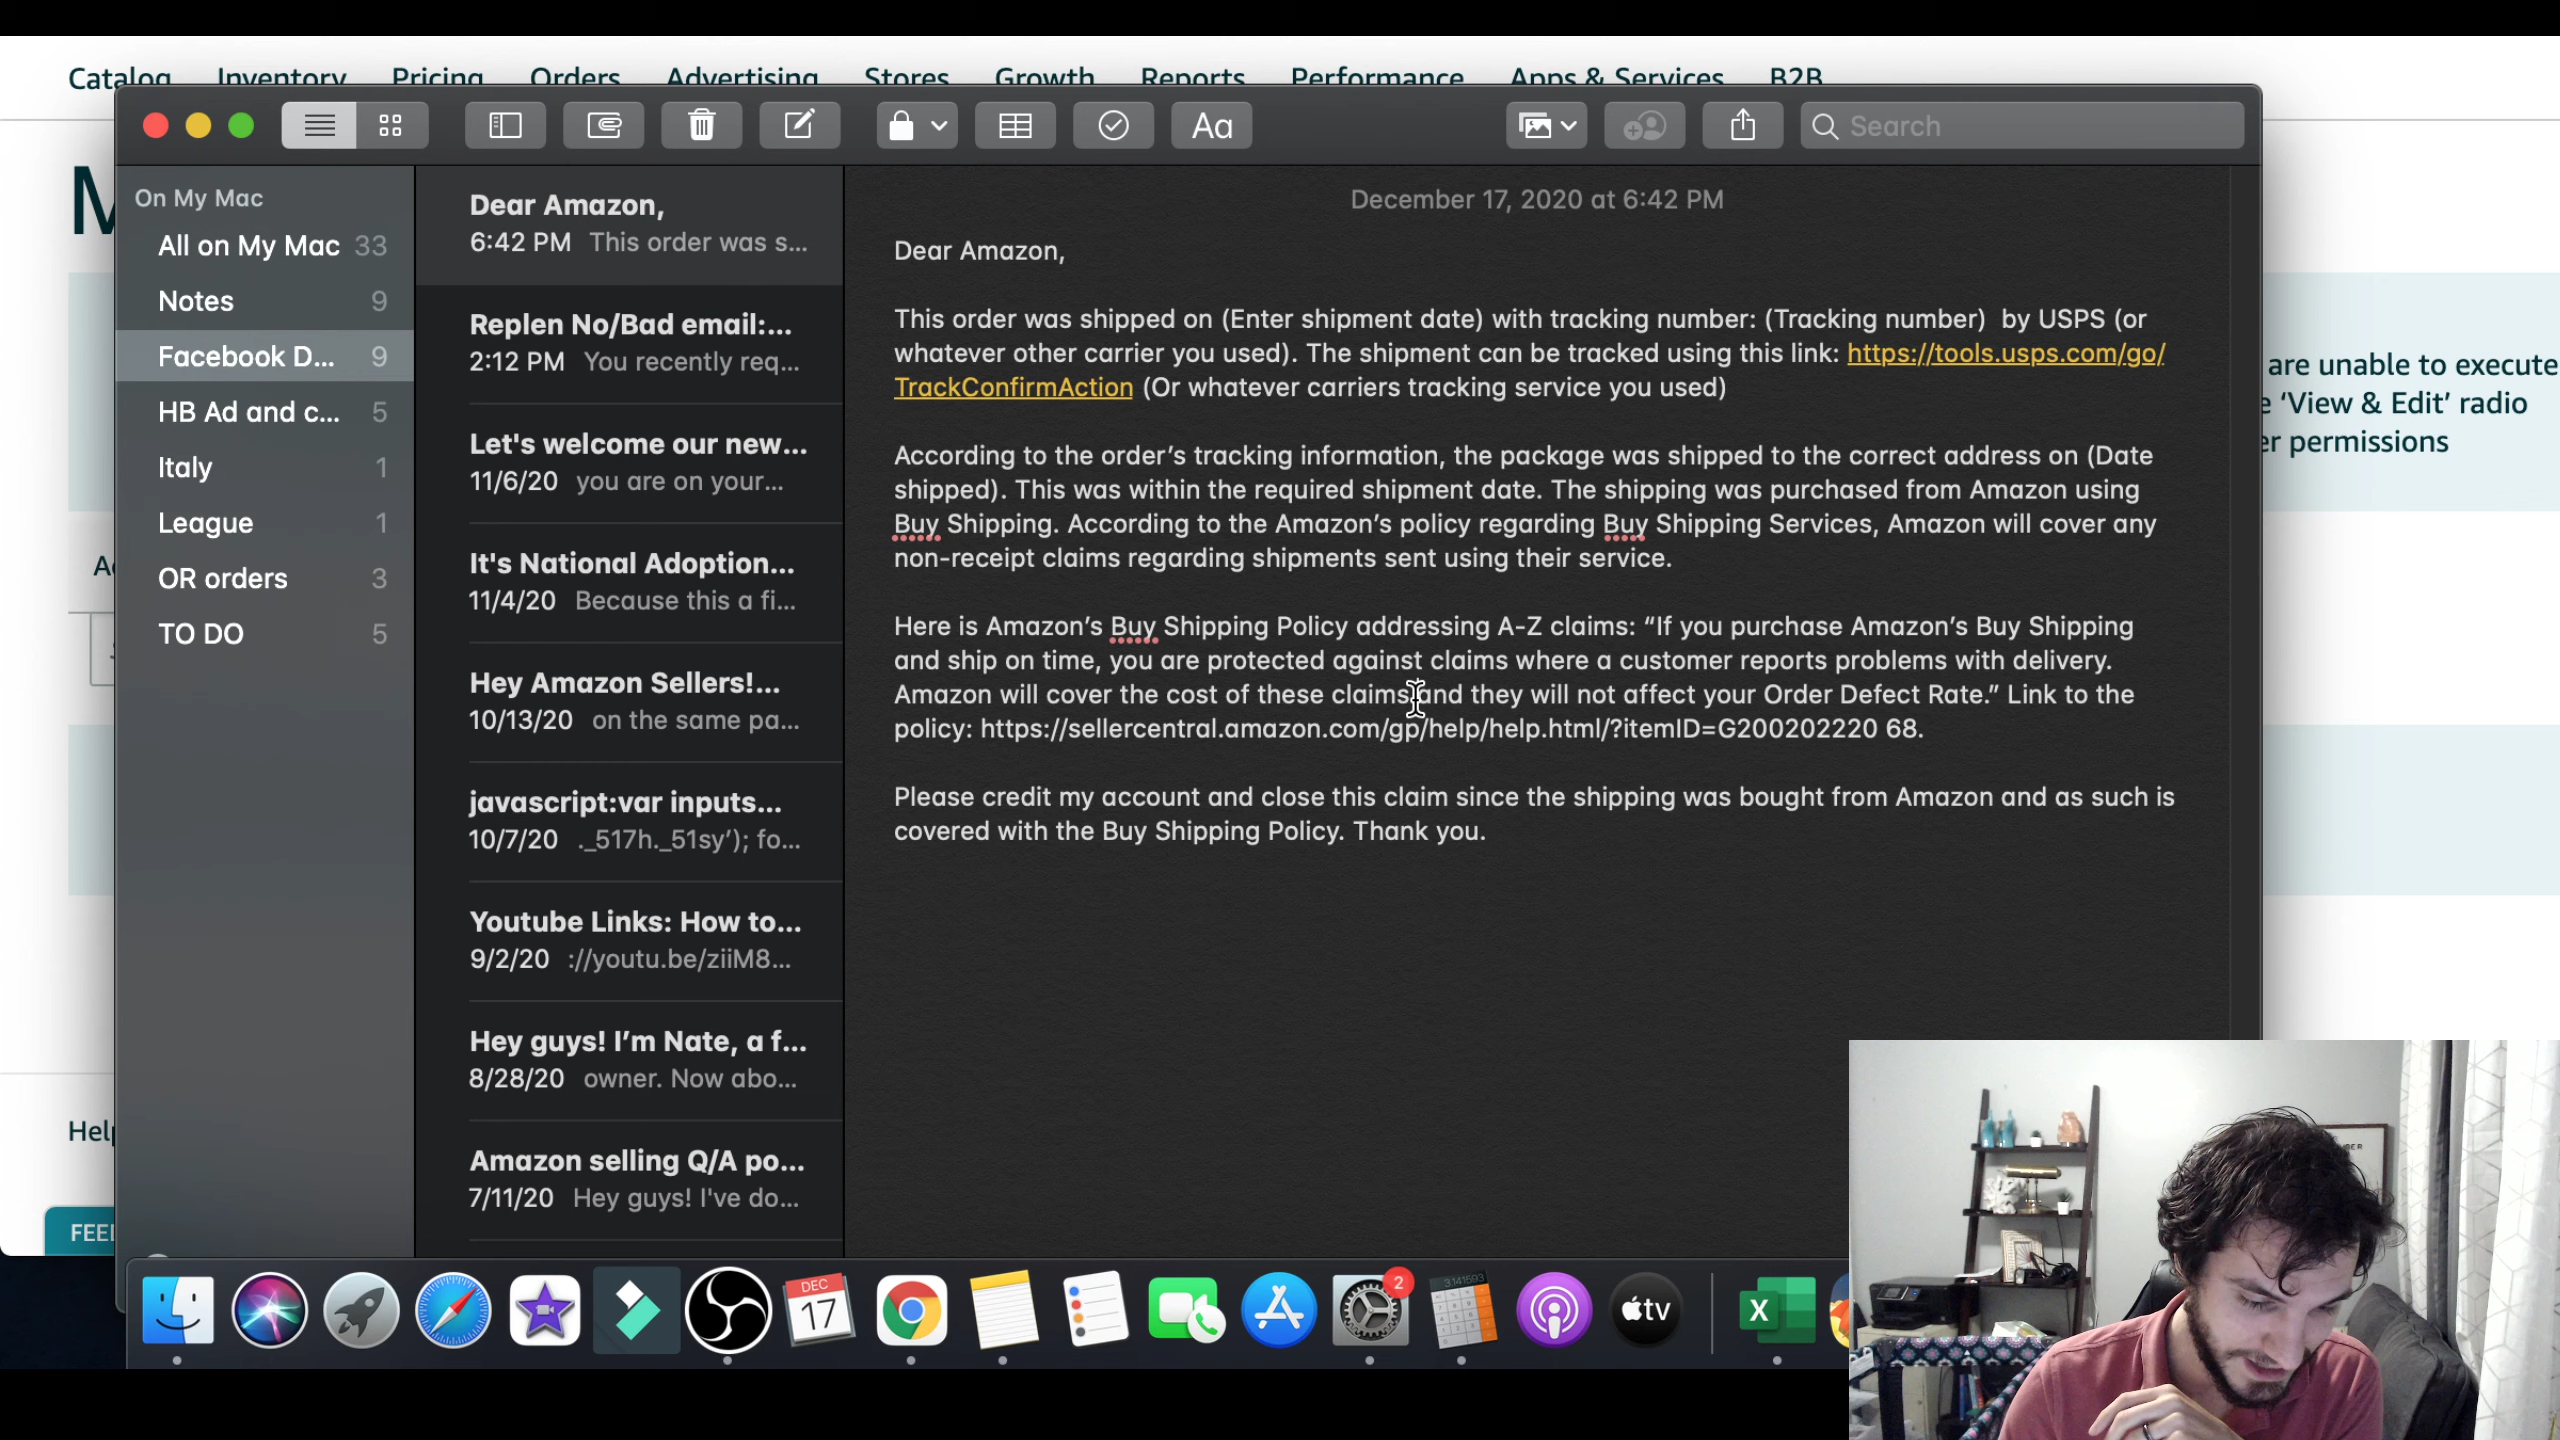 Catalog Inventory Pricing Orders Advertising Stores Growth Reports Performance Apps & Services B2B
Search
On My Mac
All on My Mac 33
Notes 9
Facebook D... 9
HB Ad and c... 5
Italy 1
League 1
OR orders 3
TO DO 5
Dear Amazon,
6:42 PM This order was s...
Replen No/Bad email:...
2:12 PM You recently req...
Let's welcome our new...
11/6/20 you are on your...
It's National Adoption...
11/4/20 Because this a fi...
Hey Amazon Sellers!...
10/13/20 on the same pa...
javascript:var inputs...
10/7/20 ._517h._51sy’); fo...
Youtube Links: How to...
9/2/20 ://youtu.be/ziiM8...
Hey guys! I’m Nate, a f...
8/28/20 owner. Now abo...
Amazon selling Q/A po...
7/11/20 Hey guys! I've do...
December 17, 2020 at 6:42 PM
Dear Amazon,
This order was shipped on (Enter shipment date) with tracking number: (Tracking number) by USPS (or
whatever other carrier you used). The shipment can be tracked using this link: https://tools.usps.com/go/
TrackConfirmAction (Or whatever carriers tracking service you used)
According to the order’s tracking information, the package was shipped to the correct address on (Date
shipped). This was within the required shipment date. The shipping was purchased from Amazon using
Buy Shipping. According to the Amazon’s policy regarding Buy Shipping Services, Amazon will cover any
non-receipt claims regarding shipments sent using their service.
Here is Amazon’s Buy Shipping Policy addressing A-Z claims: “If you purchase Amazon’s Buy Shipping
and ship on time, you are protected against claims where a customer reports problems with delivery.
Amazon will cover the cost of these claims and they will not affect your Order Defect Rate.” Link to the
policy: https://sellercentral.amazon.com/gp/help/help.html/?itemID=G200202220 68.
Please credit my account and close this claim since the shipping was bought from Amazon and as such is
covered with the Buy Shipping Policy. Thank you.
are unable to execute
‘View & Edit’ radio
permissions
DEC
17
2
3.141593
tv
X